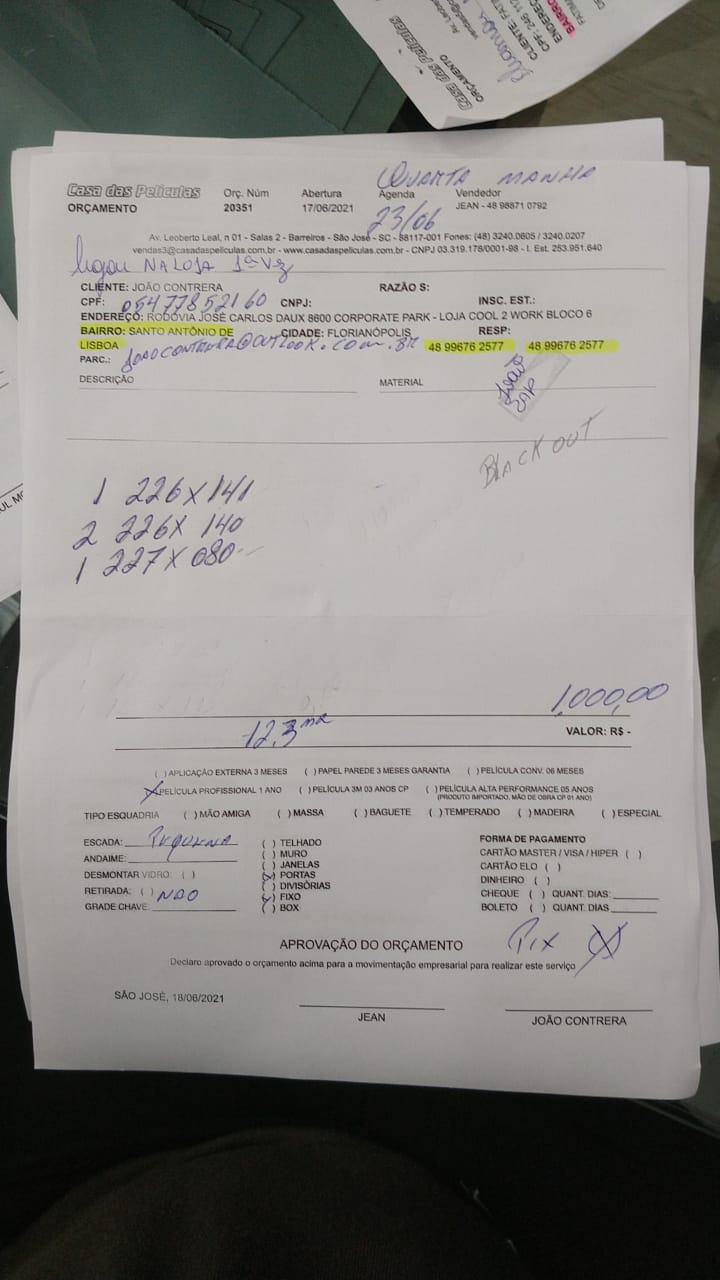 Casa das Películas
ORÇAMENTO
Orç. Núm
20351
Abertura
17/06/2021
QUARTA MANHÃ
Agenda
23/06
Vendedor
JEAN - 48 98871 0792
Av. Leoberto Leal, n 01 - Salas 2 - Barreiros - São José - SC - 88117-001 Fones: (48) 3240.0605 / 3240.0207
vendas3@casadaspeliculas.com.br - www.casadaspeliculas.com.br - CNPJ 03.319.178/0001-98 - I. Est. 253.951.640
ligou NA LOJA 1ª VEZ
CLIENTE: JOÃO CONTRERA RAZÃO S:
CPF: 05477852160 CNPJ: INSC. EST.:
ENDEREÇO: RODOVIA JOSÉ CARLOS DAUX 8600 CORPORATE PARK - LOJA COOL 2 WORK BLOCO 6
BAIRRO: SANTO ANTÔNIO DE LISBOA CIDADE: FLORIANÓPOLIS RESP:
48 99676 2577 48 99676 2577
PARC.: JOAOCONTRERA@OUTLOOK.COM.BR
DESCRIÇÃO MATERIAL
BLACK OUT
1 226X141
2 226X 140
1 227X 080
1.000,00
12,3 VALOR: R$ -
( ) APLICAÇÃO EXTERNA 3 MESES ( ) PAPEL PAREDE 3 MESES GARANTIA ( ) PELÍCULA CONV. 06 MESES
(X) PELÍCULA PROFISSIONAL 1 ANO ( ) PELÍCULA 3M 03 ANOS CP ( ) PELÍCULA ALTA PERFORMANCE 05 ANOS
(PRODUTO IMPORTADO, MÃO DE OBRA CP 01 ANO)
TIPO ESQUADRIA ( ) MÃO AMIGA ( ) MASSA ( ) BAGUETE ( ) TEMPERADO ( ) MADEIRA ( ) ESPECIAL
ESCADA: PEQUENA
ANDAIME:
DESMONTAR VIDRO: ( )
RETIRADA: ( ) NÃO
GRADE CHAVE:
( ) TELHADO
( ) MURO
( ) JANELAS
(X) PORTAS
( ) DIVISÓRIAS
(X) FIXO
( ) BOX
FORMA DE PAGAMENTO
CARTÃO MASTER / VISA / HIPER ( )
CARTÃO ELO ( )
DINHEIRO ( )
CHEQUE ( ) QUANT. DIAS:
BOLETO ( ) QUANT. DIAS
PIX (X)
APROVAÇÃO DO ORÇAMENTO
Declaro aprovado o orçamento acima para a movimentação empresarial para realizar este serviço
SÃO JOSÉ, 18/06/2021
JEAN
JOÃO CONTRERA